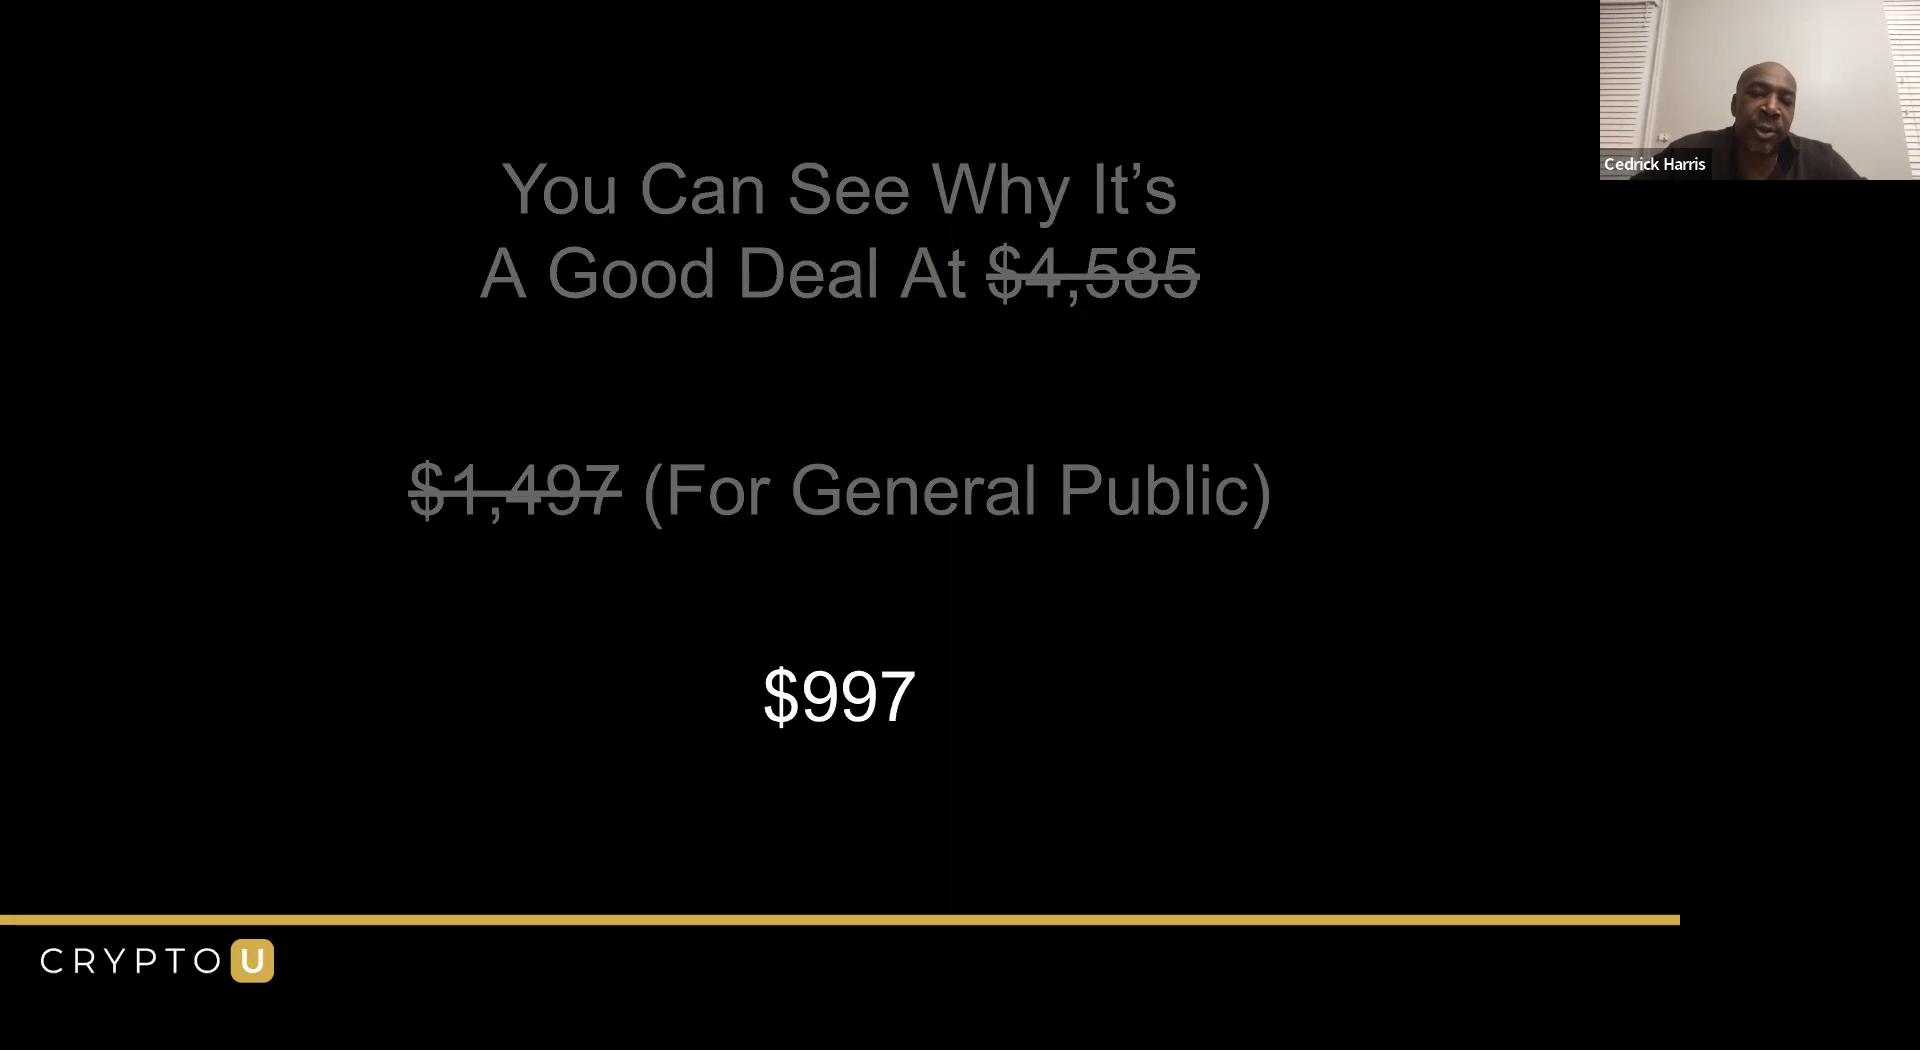 You Can See Why It’s
A Good Deal At $4,585
$1,497 (For General Public)
$997
Cedrick Harris
CRYPTO U